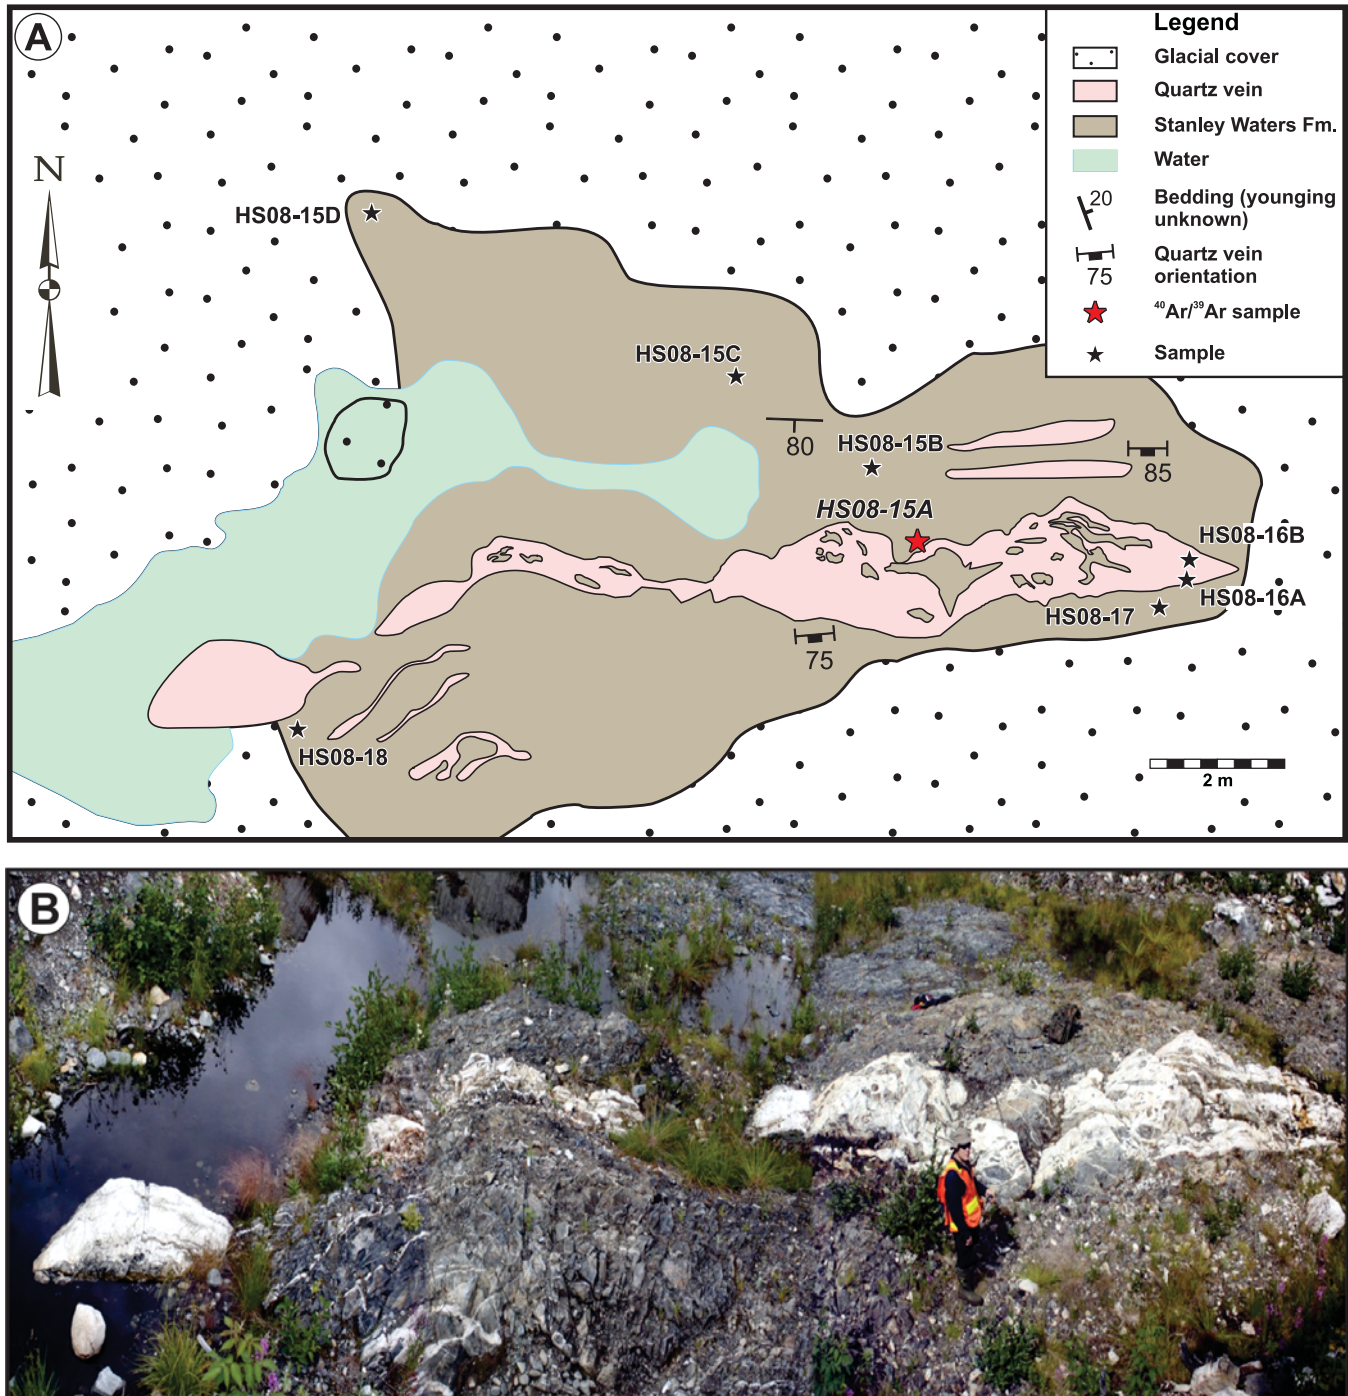 A
Legend
Glacial cover
Quartz vein
Stanley Waters Fm.
Water
20
Bedding (younging
unknown)
75
Quartz vein
orientation
40Ar/39Ar sample
Sample
N
HS08-15D
HS08-15C
80
HS08-15B
85
HS08-15A
HS08-16B
HS08-16A
HS08-17
75
HS08-18
2 m
B